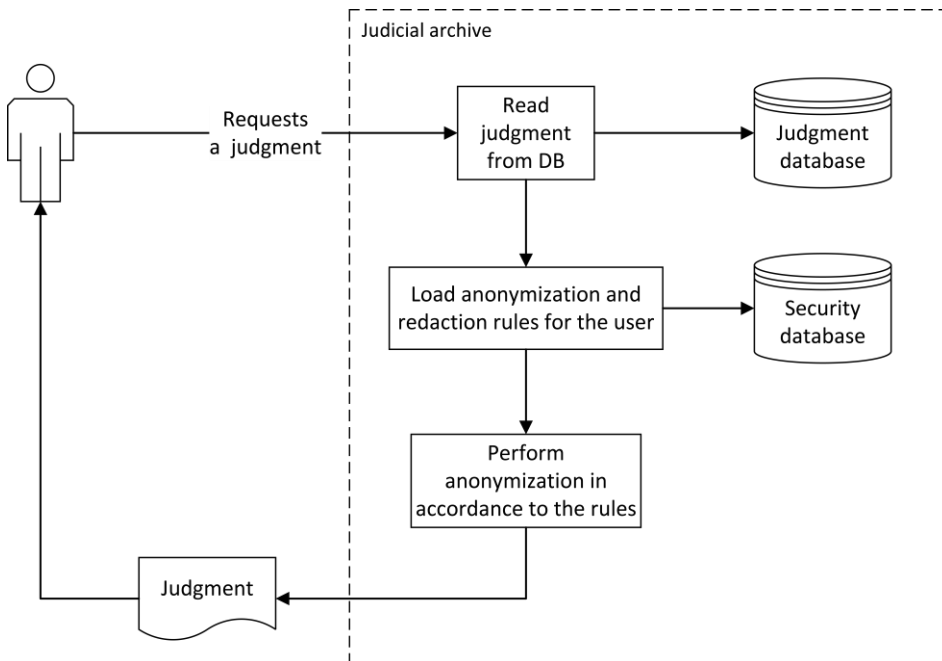 Judicial archive
Requests
a judgment
Read
judgment
from DB
Judgment
database
Load anonymization and
redaction rules for the user
Security
database
Perform
anonymization in
accordance to the rules
Judgment